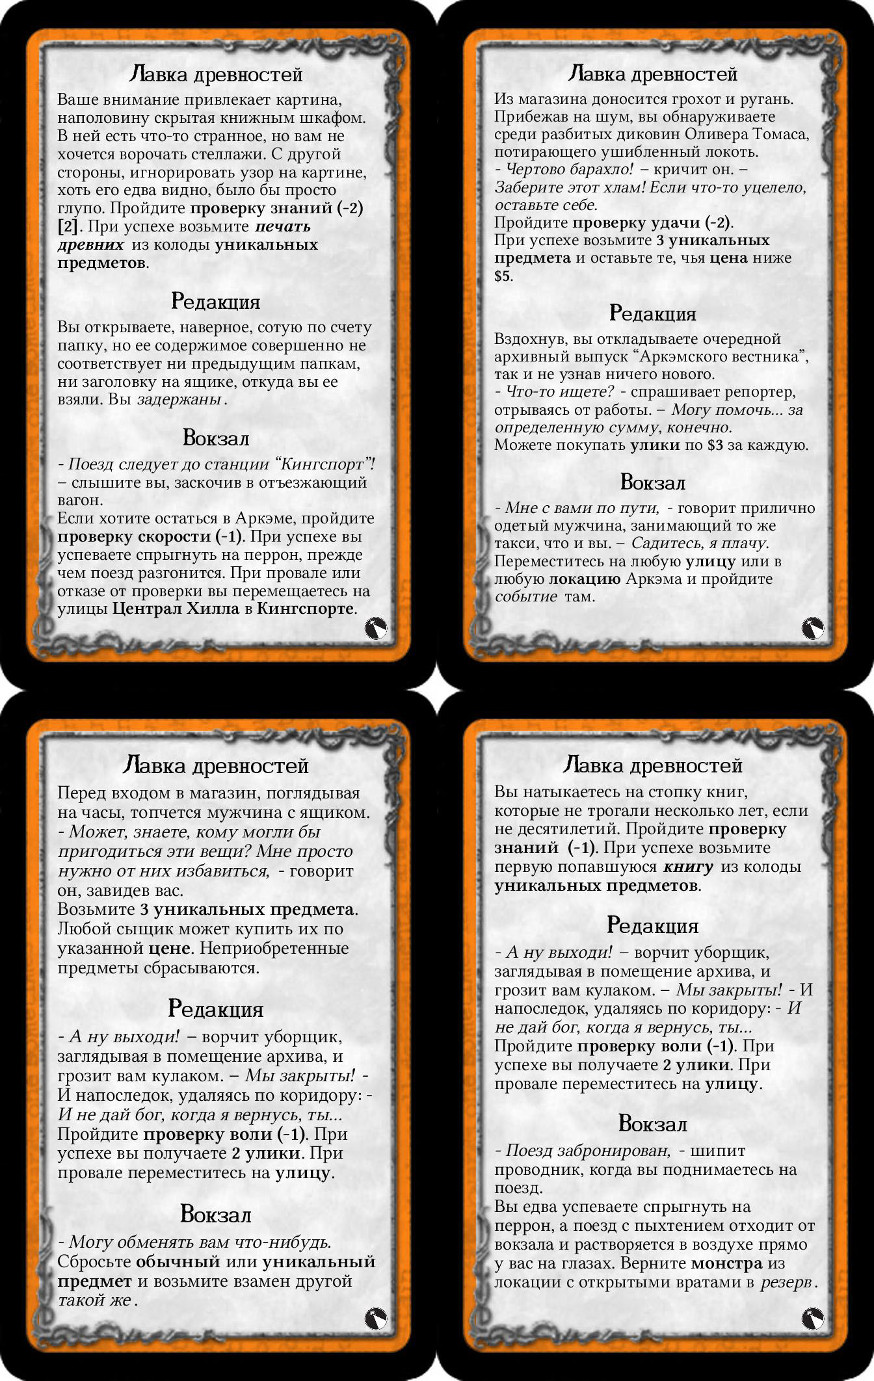 Лавка древностей
Ваше внимание привлекает картина,
наполовину скрытая книжным шкафом.
В ней есть что-то странное, но вам не
хочется ворочать стеллажи. С другой
стороны, игнорировать узор на картине,
хоть его едва видно, было бы просто
глупо. Пройдите проверку знаний (-2)
[2]. При успехе возьмите печать
древних из колоды уникальных
предметов.
Редакция
Вы открываете, наверное, сотую по счету
папку, но ее содержимое совершенно не
соответствует ни предыдущим папкам,
ни заголовку на ящике, откуда вы ее
взяли. Вы задержаны.
Вокзал
- Поезд следует до станции “Кингспорт”!
– слышите вы, заскочив в отъезжающий
вагон.
Если хотите остаться в Аркэме, пройдите
проверку скорости (-1). При успехе вы
успеваете спрыгнуть на перрон, прежде
чем поезд разгонится. При провале или
отказе от проверки вы перемещаетесь на
улицы Централ Хилла в Кингспорте.
Лавка древностей
Из магазина доносится грохот и ругань.
Прибежав на шум, вы обнаруживаете
среди разбитых диковин Оливера Томаса,
потирающего ушибленный локоть.
- Чертово барахло! – кричит он. –
Заберите этот хлам! Если что-то уцелело,
оставьте себе.
Пройдите проверку удачи (-2).
При успехе возьмите 3 уникальных
предмета и оставьте те, чья цена ниже
$5.
Редакция
Вздохнув, вы откладываете очередной
архивный выпуск “Аркэмского вестника”,
так и не узнав ничего нового.
- Что-то ищете? - спрашивает репортер,
отрываясь от работы. – Могу помочь... за
определенную сумму, конечно.
Можете покупать улики по $3 за каждую.
Вокзал
- Мне с вами по пути, - говорит прилично
одетый мужчина, занимающий то же
такси, что и вы. – Садитесь, я плачу.
Переместитесь на любую улицу или в
любую локацию Аркэма и пройдите
событие там.
Лавка древностей
Перед входом в магазин, поглядывая
на часы, топчется мужчина с ящиком.
- Может, знаете, кому могли бы
пригодиться эти вещи? Мне просто
нужно от них избавиться, - говорит
он, завидев вас.
Возьмите 3 уникальных предмета.
Любой сыщик может купить их по
указанной цене. Неприобретенные
предметы сбрасываются.
Редакция
- А ну выходи! – ворчит уборщик,
заглядывая в помещение архива, и
грозит вам кулаком. – Мы закрыты! -
И напоследок, удаляясь по коридору: -
И не дай бог, когда я вернусь, ты...
Пройдите проверку воли (-1). При
успехе вы получаете 2 улики. При
провале переместитесь на улицу.
Вокзал
- Могу обменять вам что-нибудь.
Сбросьте обычный или уникальный
предмет и возьмите взамен другой
такой же.
Лавка древностей
Вы натыкаетесь на стопку книг,
которые не трогали несколько лет, если
не десятилетий. Пройдите проверку
знаний (-1). При успехе возьмите
первую попавшуюся книгу из колоды
уникальных предметов.
Редакция
- А ну выходи! – ворчит уборщик,
заглядывая в помещение архива, и
грозит вам кулаком. – Мы закрыты! - И
напоследок, удаляясь по коридору: - И
не дай бог, когда я вернусь, ты...
Пройдите проверку воли (-1). При
успехе вы получаете 2 улики. При
провале переместитесь на улицу.
Вокзал
- Поезд забронирован, - шипит
проводник, когда вы поднимаетесь на
поезд.
Вы едва успеваете спрыгнуть на
перрон, а поезд с пыхтением отходит от
вокзала и растворяется в воздухе прямо
у вас на глазах. Верните монстра из
локации с открытыми вратами в резерв.